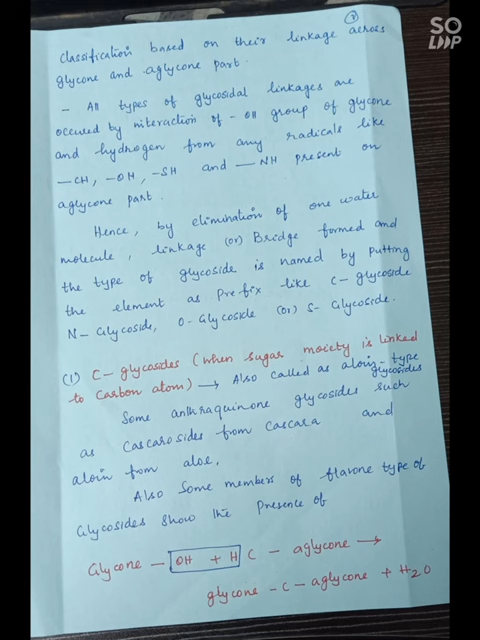 ②
SO
LOOP
Classification based on their linkage across
glycone and aglycone part.
- All types of glycosidal linkages are
occured by interaction of - OH group of glycone
and hydrogen from any radicals like
—CH, —OH, -SH and —NH present on
aglycone part.
Hence, by elimination of one water
molecule, linkage (or) Bridge formed and
the type of glycoside is named by putting
the element as Prefix like C- glycoside
N- Glycoside, O- Glycoside (or) S- Glycoside.
(1) C- glycosides (when sugar moiety is linked
to carbon atom) → Also called as aloin-type
glycosides
Some anthraquinone glycosides such
as cascarosides from cascara and
aloin from aloe.
Also some members of flavone type of
Glycosides show the presence of
Glycone — OH + H C - aglycone →
glycone - C - aglycone + H2O